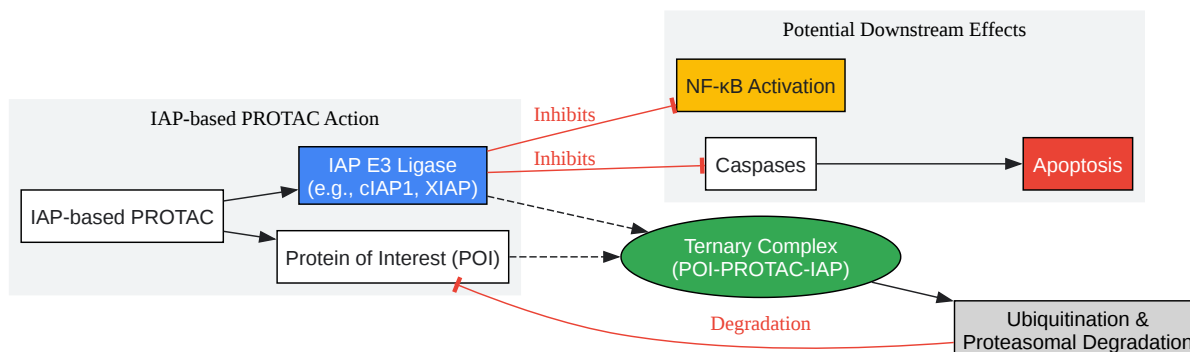 Potential Downstream Effects
NF-κB Activation
IAP-based PROTAC Action
Inhibits
IAP E3 Ligase
(e.g., cIAP1, XIAP)
Inhibits
Caspases
Apoptosis
IAP-based PROTAC
Protein of Interest (POI)
Ternary Complex
(POI-PROTAC-IAP)
Degradation
Ubiquitination &
Proteasomal Degradation